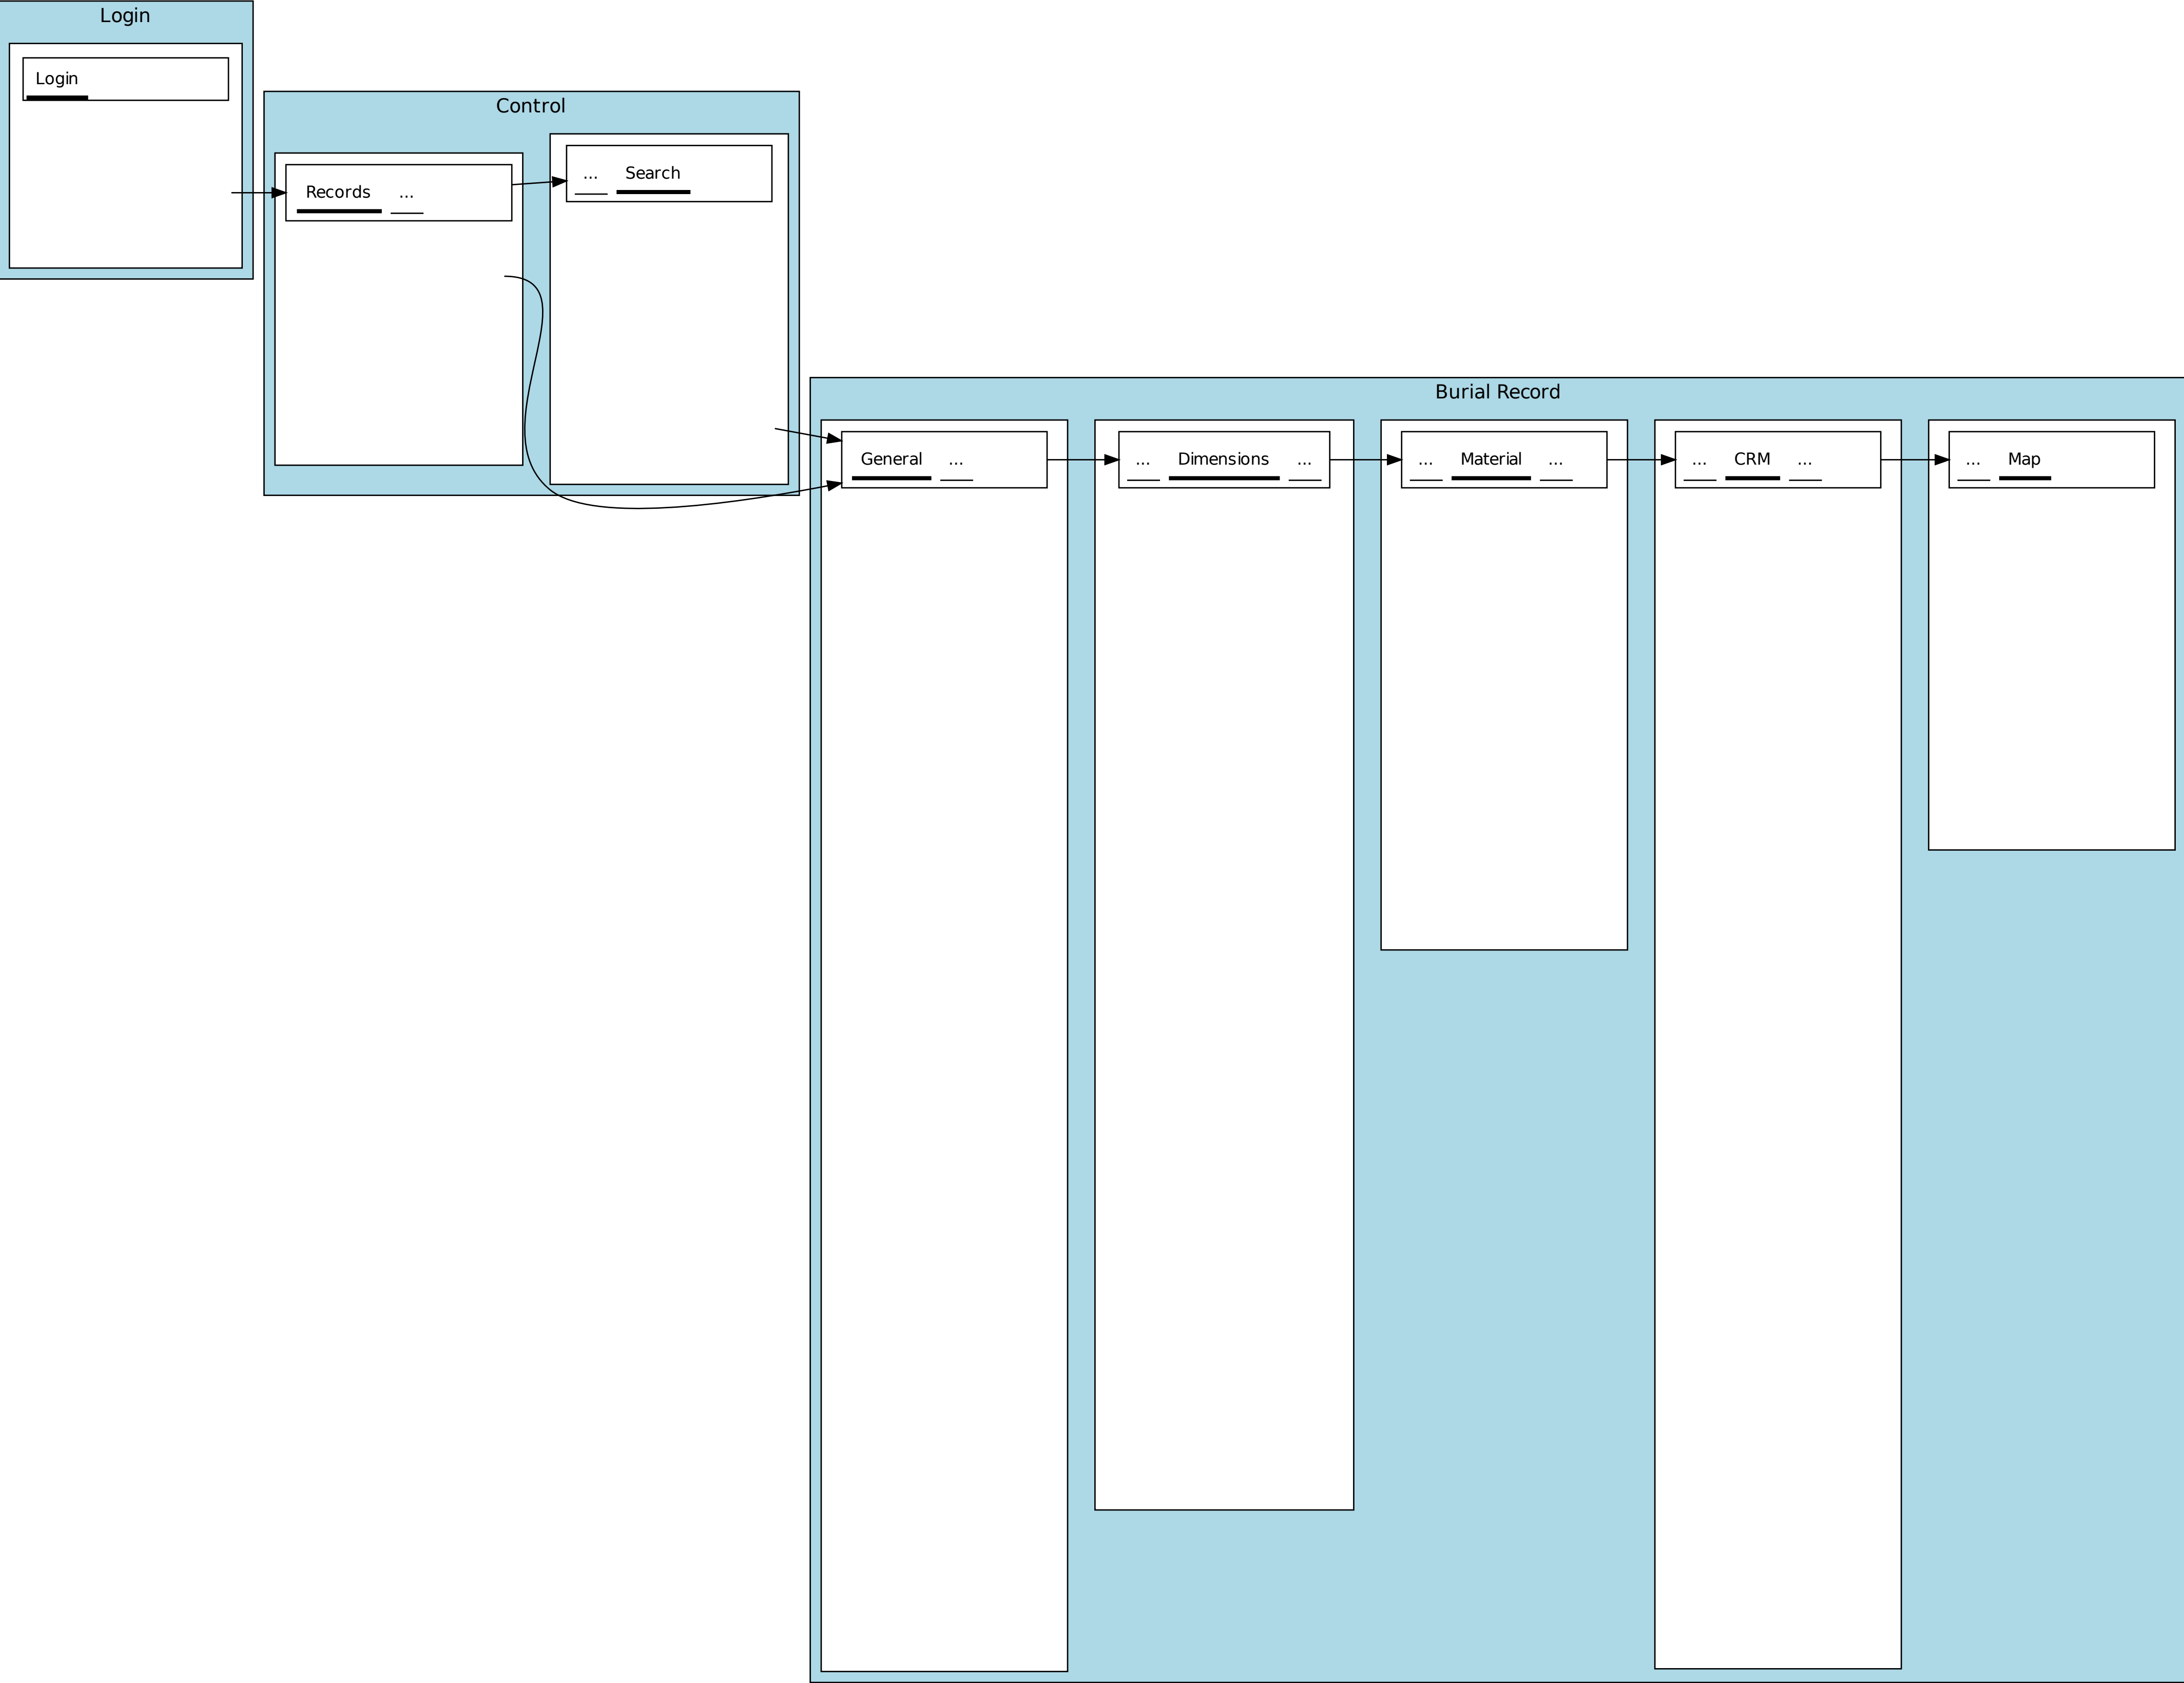 Login
Login
Control
Records ...
... Search
Burial Record
General ...
... Dimensions ...
... Material ...
... CRM ...
... Map